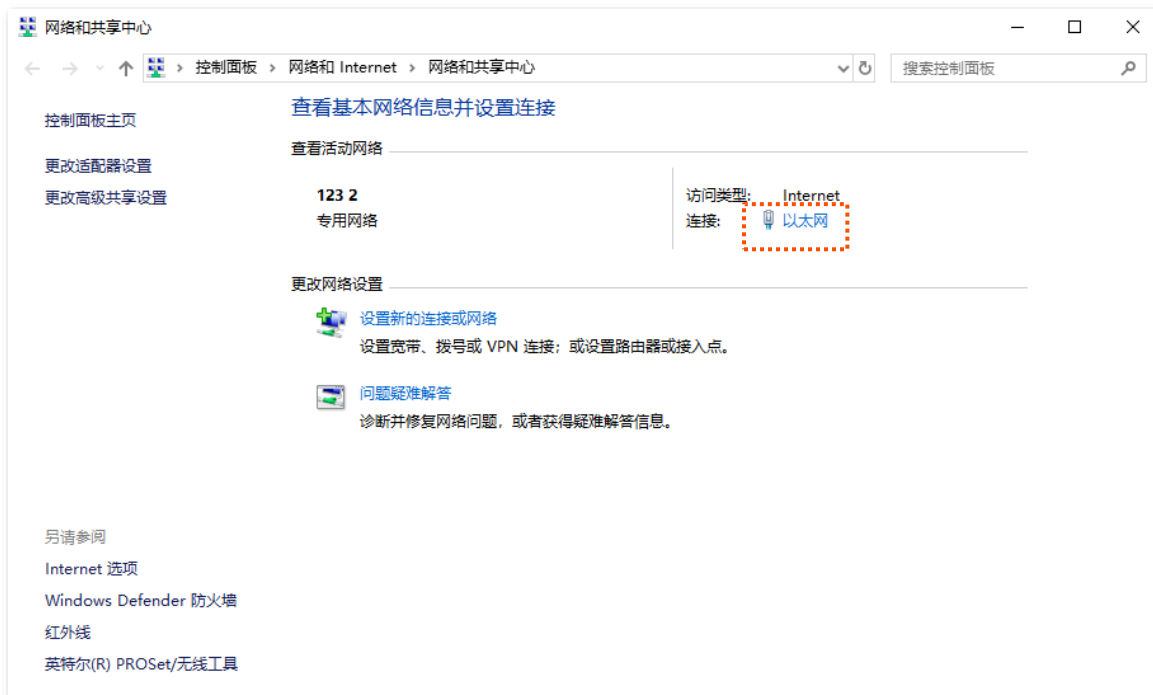 网络和共享中心
控制面板 > 网络和 Internet > 网络和共享中心
搜索控制面板
控制面板主页
更改适配器设置
更改高级共享设置
查看基本网络信息并设置连接
查看活动网络
123 2
专用网络
访问类型: Internet
连接: 以太网
更改网络设置
设置新的连接或网络
设置宽带、拨号或 VPN 连接；或设置路由器或接入点。
问题疑难解答
诊断并修复网络问题，或者获得疑难解答信息。
另请参阅
Internet 选项
Windows Defender 防火墙
红外线
英特尔(R) PROSet/无线工具